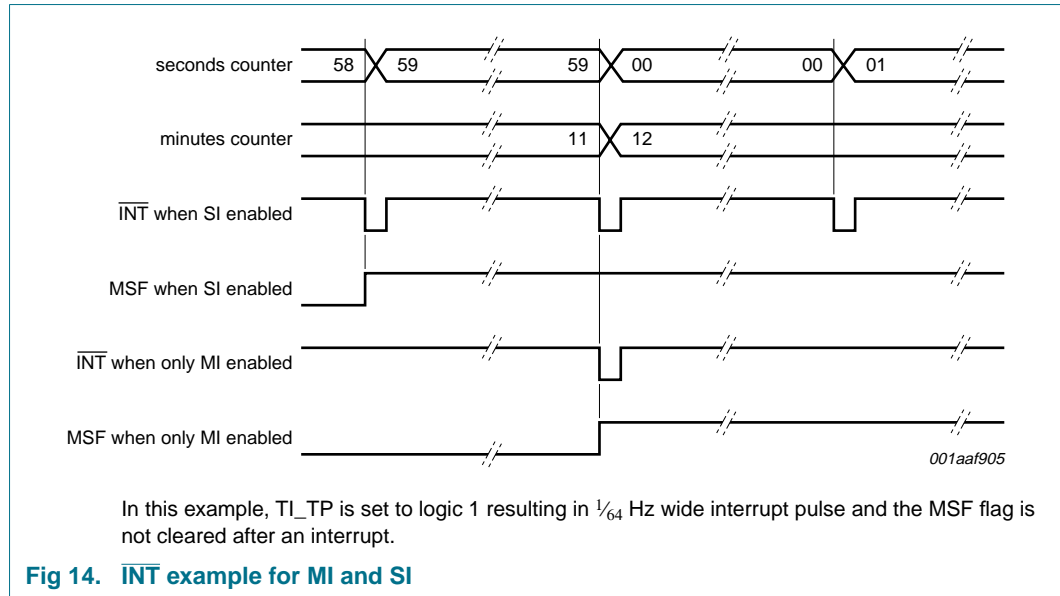 seconds counter 58 59 59 00 00 01
minutes counter 11 12
INT when SI enabled
MSF when SI enabled
INT when only MI enabled
MSF when only MI enabled
001aaf905
In this example, TI_TP is set to logic 1 resulting in 1⁄64 Hz wide interrupt pulse and the MSF flag is
not cleared after an interrupt.
Fig 14. INT example for MI and SI